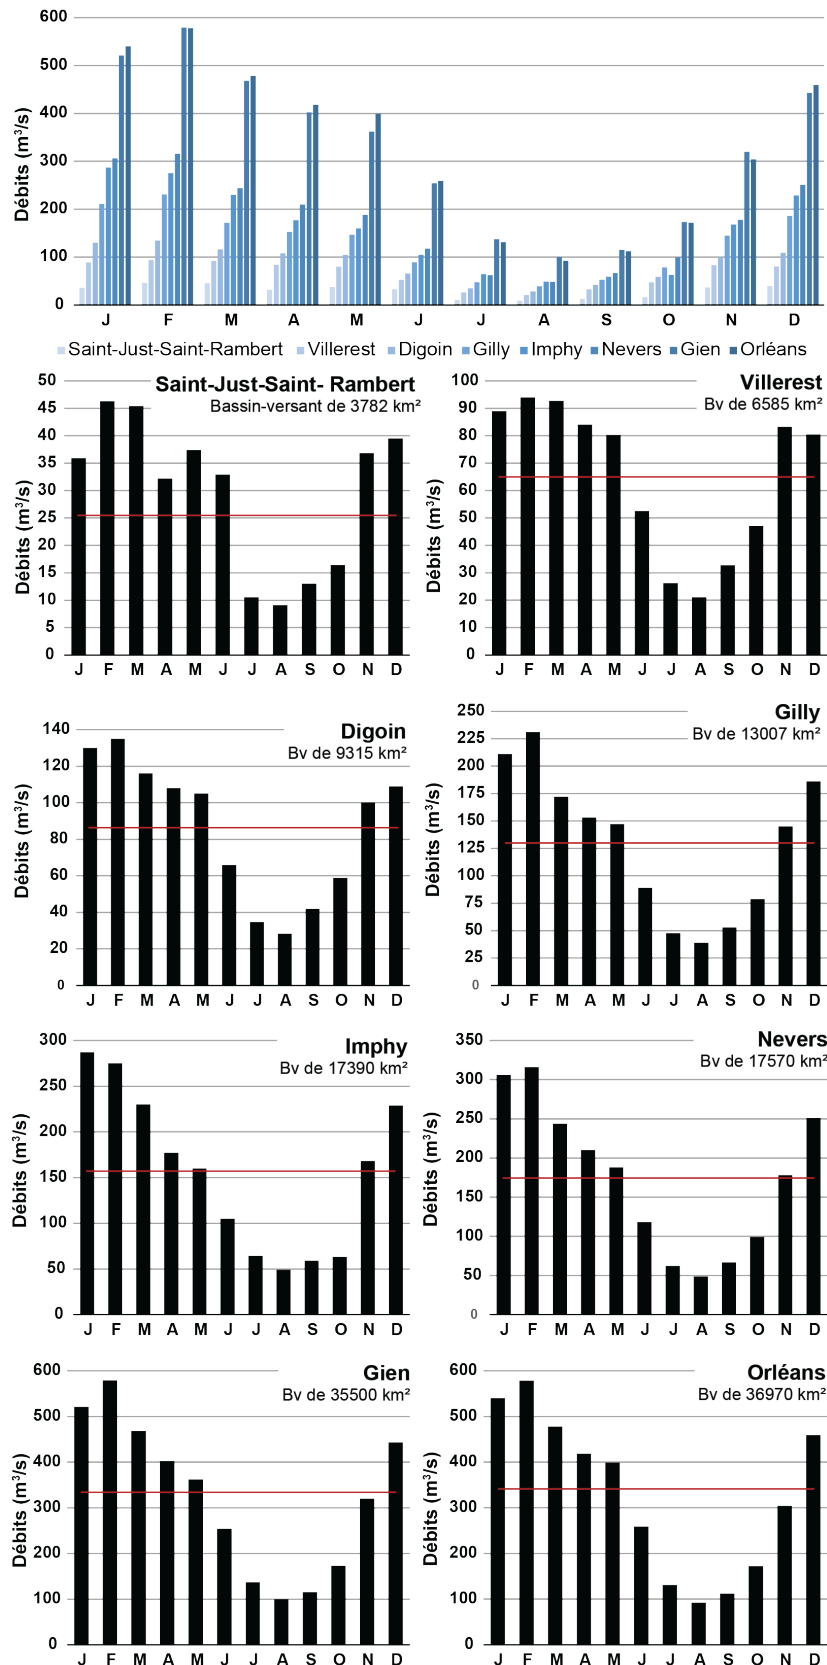 600
500
400
300
200
100
0
Débits (m³/s)
J F M A M J J A S O N D
Saint-Just-Saint-Rambert Villerest Digoin Gilly Imphy Nevers Gien Orléans
Saint-Just-Saint- Rambert
Bassin-versant de 3782 km²
50
45
40
35
30
25
20
15
10
5
0
Débits (m³/s)
J F M A M J J A S O N D
Villerest
Bv de 6585 km²
100
90
80
70
60
50
40
30
20
10
0
Débits (m³/s)
J F M A M J J A S O N D
Digoin
Bv de 9315 km²
140
120
100
80
60
40
20
0
Débits (m³/s)
J F M A M J J A S O N D
Gilly
Bv de 13007 km²
250
225
200
175
150
125
100
75
50
25
0
Débits (m³/s)
J F M A M J J A S O N D
Imphy
Bv de 17390 km²
300
250
200
150
100
50
0
Débits (m³/s)
J F M A M J J A S O N D
Nevers
Bv de 17570 km²
350
300
250
200
150
100
50
0
Débits (m³/s)
J F M A M J J A S O N D
Gien
Bv de 35500 km²
600
500
400
300
200
100
0
Débits (m³/s)
J F M A M J J A S O N D
Orléans
Bv de 36970 km²
600
500
400
300
200
100
0
Débits (m³/s)
J F M A M J J A S O N D